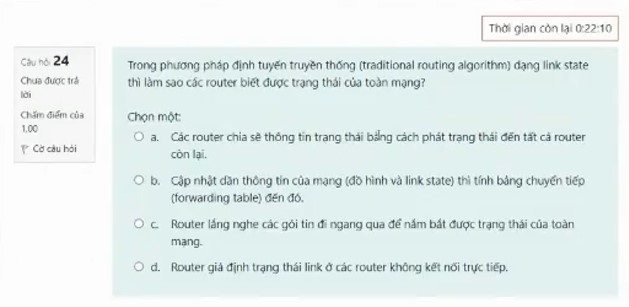 Thời gian còn lại 0:22:10
Câu hỏi 24
Chưa được trả
lời
Chấm điểm của
1,00
Cờ câu hỏi
Trong phương pháp định tuyến truyền thống (traditional routing algorithm) dạng link state
thì làm sao các router biết được trạng thái của toàn mạng?
Chọn một:
a. Các router chia sẽ thông tin trạng thái bằng cách phát trạng thái đến tất cả router
còn lại.
b. Cập nhật dần thông tin của mạng (đồ hình và link state) thì tính bảng chuyển tiếp
(forwarding table) đến đó.
c. Router lắng nghe các gói tin đi ngang qua để nắm bắt được trạng thái của toàn
mạng.
d. Router giả định trạng thái link ở các router không kết nối trực tiếp.